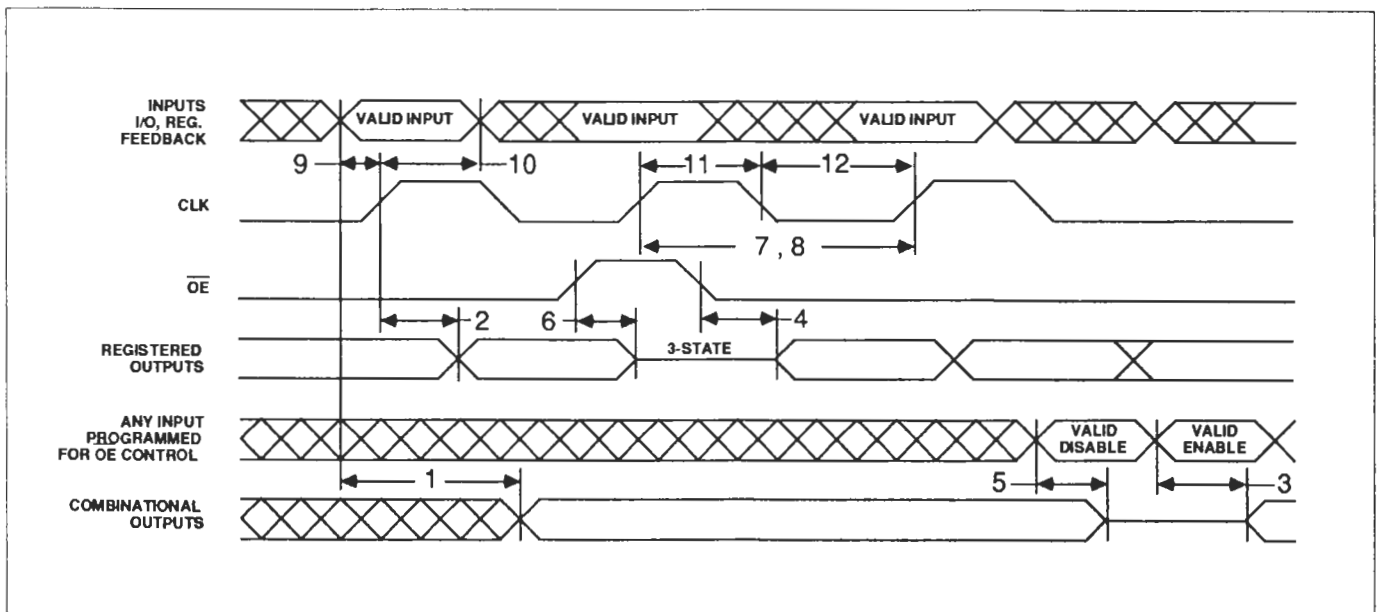 INPUTS
I/O, REG.
FEEDBACK
VALID INPUT
VALID INPUT
VALID INPUT
9
10
11
12
CLK
7 , 8
OE
2
6
4
REGISTERED
OUTPUTS
3-STATE
ANY INPUT
PROGRAMMED
FOR OE CONTROL
VALID
DISABLE
VALID
ENABLE
1
5
3
COMBINATIONAL
OUTPUTS